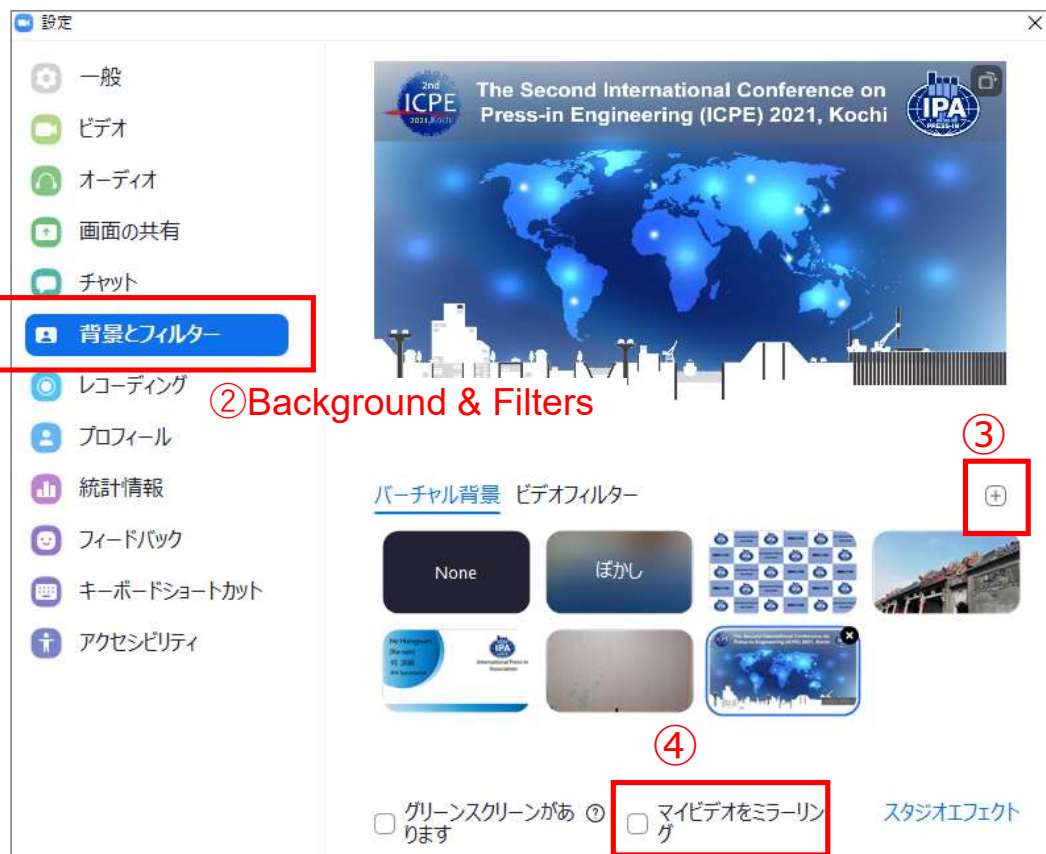 設定
一般
ビデオ
オーディオ
画面の共有
チャット
背景とフィルター
レコーディング
プロフィール
統計情報
フィードバック
キーボードショートカット
アクセシビリティ
2nd
ICPE
2021,Kochi
The Second International Conference on
Press-in Engineering (ICPE) 2021, Kochi
IPA
PRESS-IN
②Background & Filters
③
バーチャル背景 ビデオフィルター
None
ぼかし
IPA
International Press-in
Association
④
グリーンスクリーンがあ
ります
マイビデオをミラーリン
グ
スタジオエフェクト